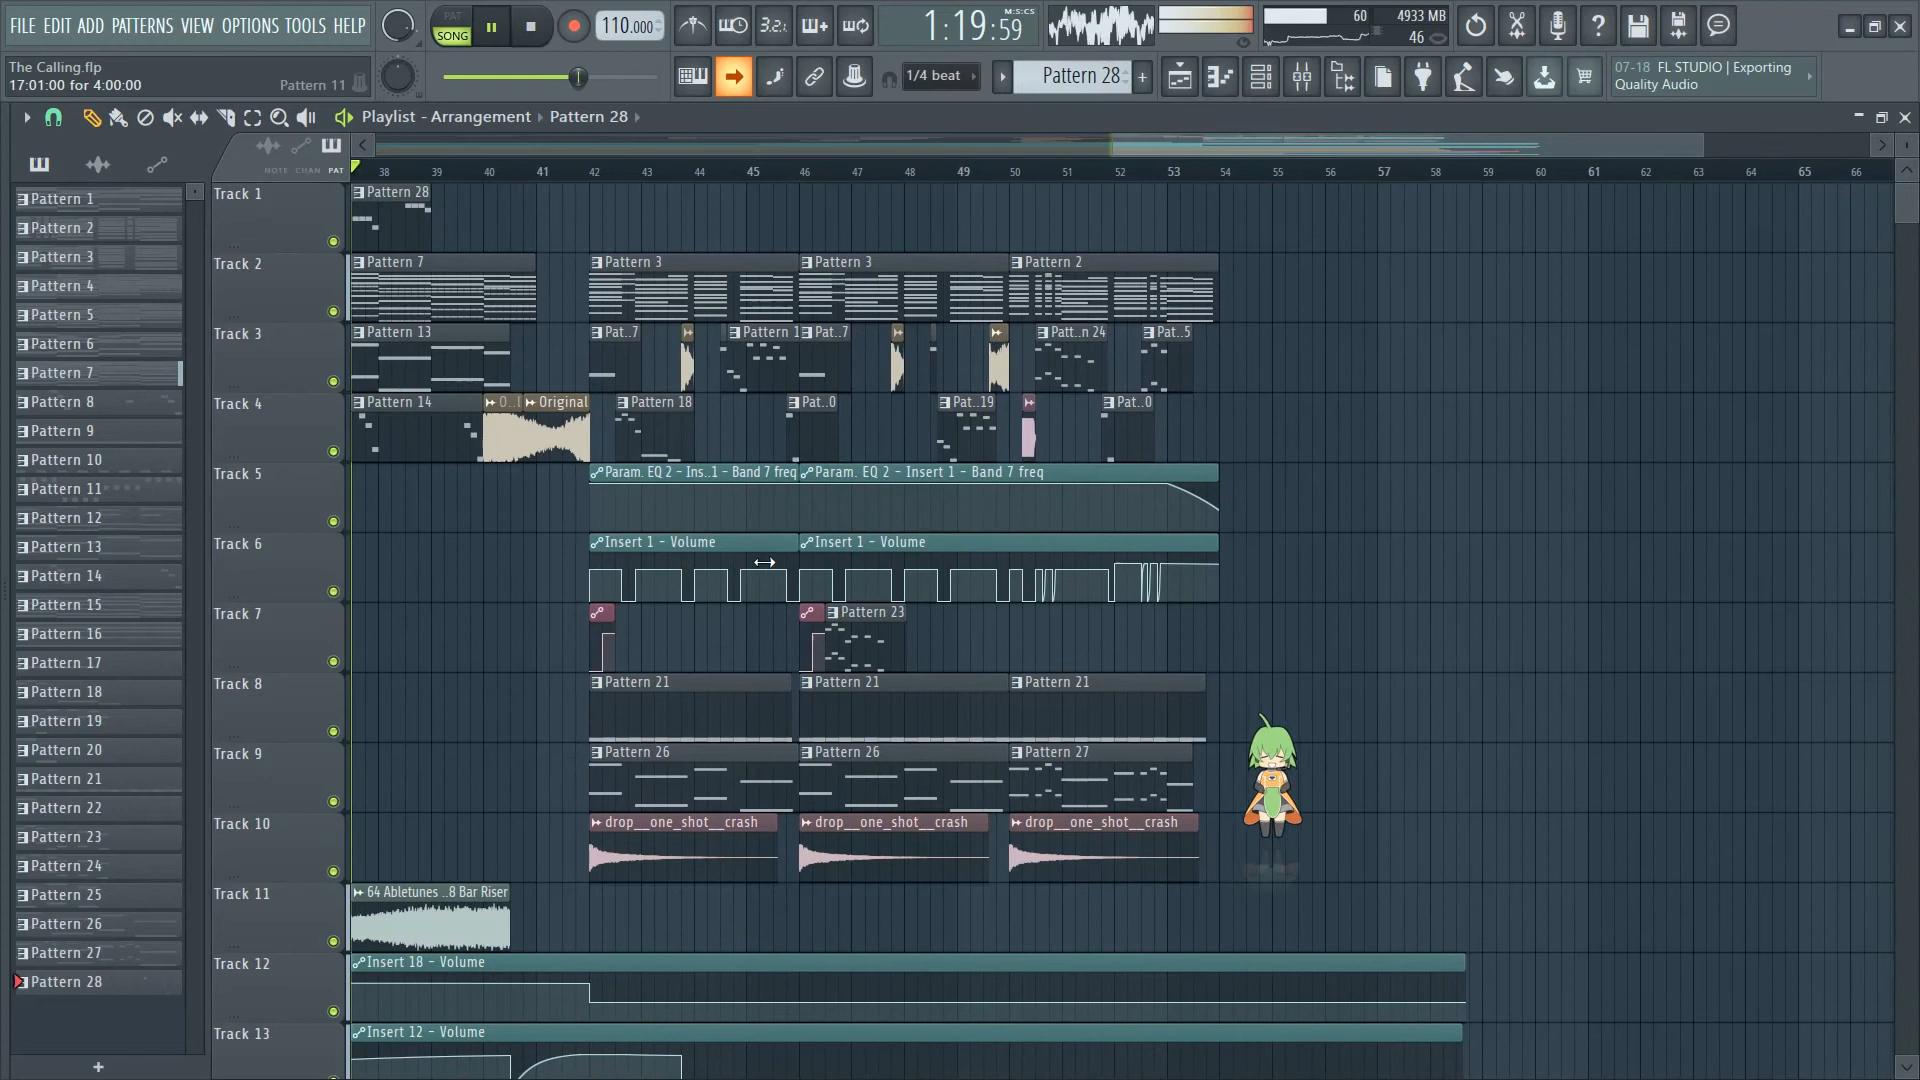 FILE EDIT ADD PATTERNS VIEW OPTIONS TOOLS HELP
PAT
SONG
110.000
3.2.
1:19:59
M:S:CS
60
4933 MB
46
The Calling.flp
17:01:00 for 4:00:00
Pattern 11
1/4 beat
Pattern 28
+
07-18 FL STUDIO | Exporting
Quality Audio
Playlist - Arrangement › Pattern 28 ›
NOTE CHAN PAT
38 39 40 41 42 43 44 45 46 47 48 49 50 51 52 53 54 55 56 57 58 59 60 61 62 63 64 65 66
Pattern 1
Pattern 2
Pattern 3
Pattern 4
Pattern 5
Pattern 6
Pattern 7
Pattern 8
Pattern 9
Pattern 10
Pattern 11
Pattern 12
Pattern 13
Pattern 14
Pattern 15
Pattern 16
Pattern 17
Pattern 18
Pattern 19
Pattern 20
Pattern 21
Pattern 22
Pattern 23
Pattern 24
Pattern 25
Pattern 26
Pattern 27
Pattern 28
+
Track 1
Pattern 28
Track 2
Pattern 7
Pattern 3
Pattern 3
Pattern 2
Track 3
Pattern 13
Pat..7
Pattern 1
Pat..7
Pat..n 24
Pat..5
Track 4
Pattern 14
O..l
Original
Pattern 18
Pat..0
Pat..19
Pat..0
Track 5
Param. EQ 2 - Ins..1 - Band 7 freq
Param. EQ 2 - Insert 1 - Band 7 freq
Track 6
Insert 1 - Volume
Insert 1 - Volume
Track 7
Pattern 23
Track 8
Pattern 21
Pattern 21
Pattern 21
Track 9
Pattern 26
Pattern 26
Pattern 27
Track 10
drop__one_shot__crash
drop__one_shot__crash
drop__one_shot__crash
Track 11
64 Abletunes ..8 Bar Riser
Track 12
Insert 18 - Volume
Track 13
Insert 12 - Volume